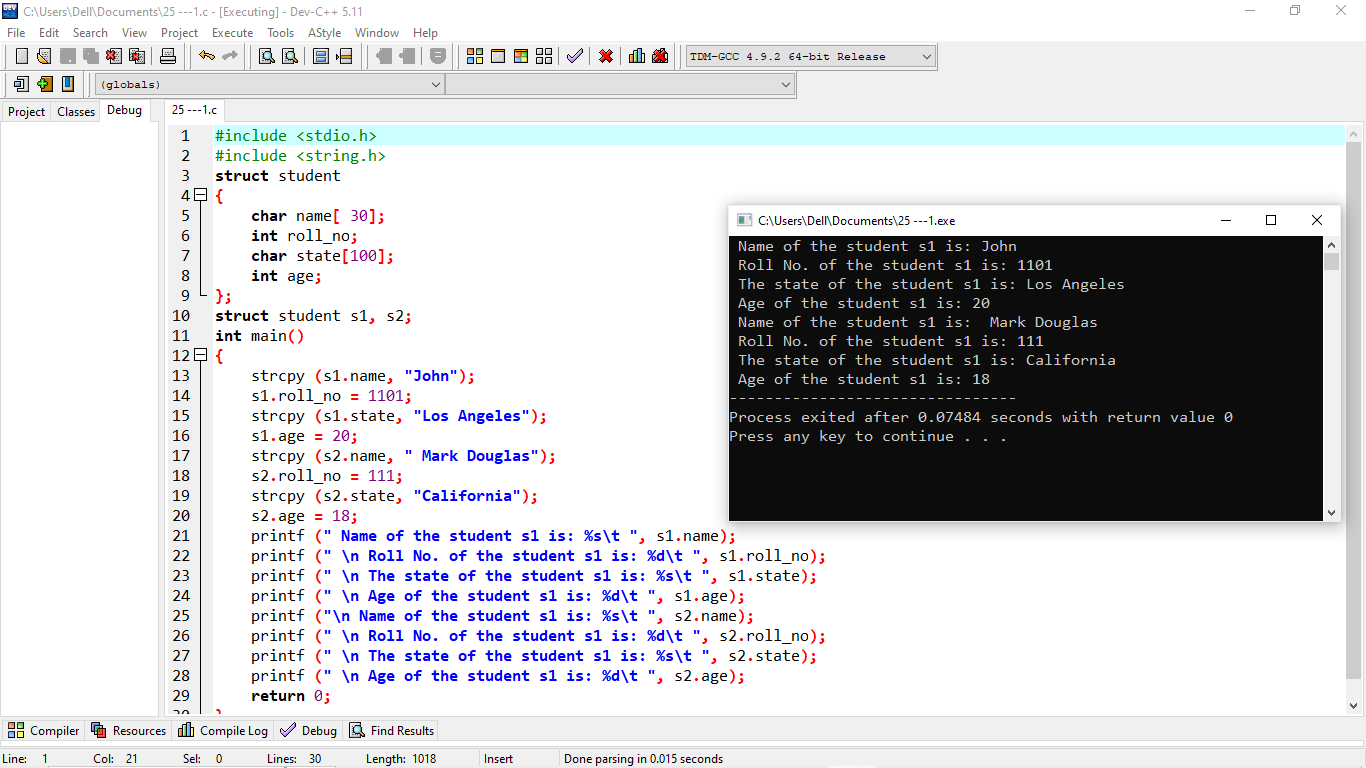 C:\Users\Dell\Documents\25 ---1.c - [Executing] - Dev-C++ 5.11
File Edit Search View Project Execute Tools AStyle Window Help
TDM-GCC 4.9.2 64-bit Release
(globals)
Project Classes Debug 25 ---1.c
1 #include <stdio.h>
2 #include <string.h>
3 struct student
4 {
5 char name[ 30];
6 int roll_no;
7 char state[100];
8 int age;
9 };
10 struct student s1, s2;
11 int main()
12 {
13 strcpy (s1.name, "John");
14 s1.roll_no = 1101;
15 strcpy (s1.state, "Los Angeles");
16 s1.age = 20;
17 strcpy (s2.name, " Mark Douglas");
18 s2.roll_no = 111;
19 strcpy (s2.state, "California");
20 s2.age = 18;
21 printf (" Name of the student s1 is: %s\t ", s1.name);
22 printf (" \n Roll No. of the student s1 is: %d\t ", s1.roll_no);
23 printf (" \n The state of the student s1 is: %s\t ", s1.state);
24 printf (" \n Age of the student s1 is: %d\t ", s1.age);
25 printf ("\n Name of the student s1 is: %s\t ", s2.name);
26 printf (" \n Roll No. of the student s1 is: %d\t ", s2.roll_no);
27 printf (" \n The state of the student s1 is: %s\t ", s2.state);
28 printf (" \n Age of the student s1 is: %d\t ", s2.age);
29 return 0;
30 }
C:\Users\Dell\Documents\25 ---1.exe
Name of the student s1 is: John
Roll No. of the student s1 is: 1101
The state of the student s1 is: Los Angeles
Age of the student s1 is: 20
Name of the student s1 is:  Mark Douglas
Roll No. of the student s1 is: 111
The state of the student s1 is: California
Age of the student s1 is: 18
--------------------------------
Process exited after 0.07484 seconds with return value 0
Press any key to continue . . .
Compiler Resources Compile Log Debug Find Results
Line: 1 Col: 21 Sel: 0 Lines: 30 Length: 1018 Insert Done parsing in 0.015 seconds